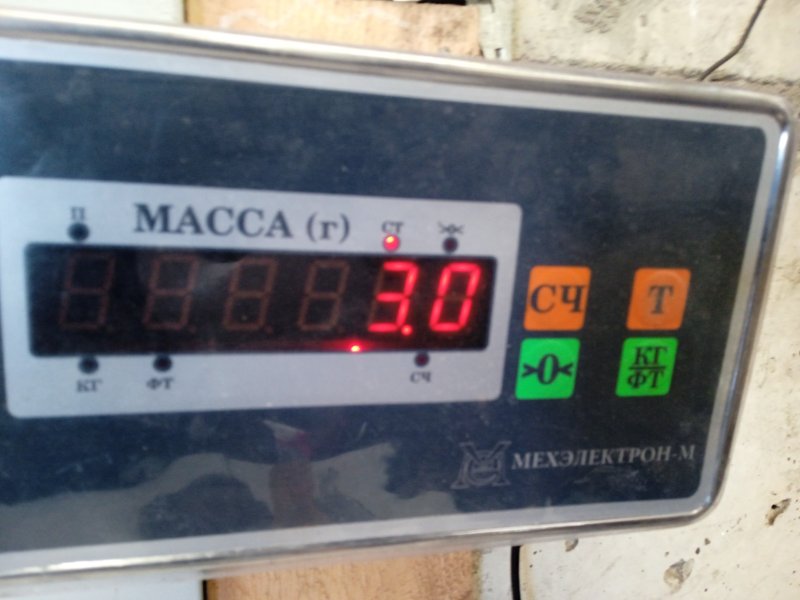 П
МАССА (г)
СТ
>о<
3.0
КГ
ФТ
СЧ
СЧ
Т
>0<
КГ
ФТ
МЕХЭЛЕКТРОН-М